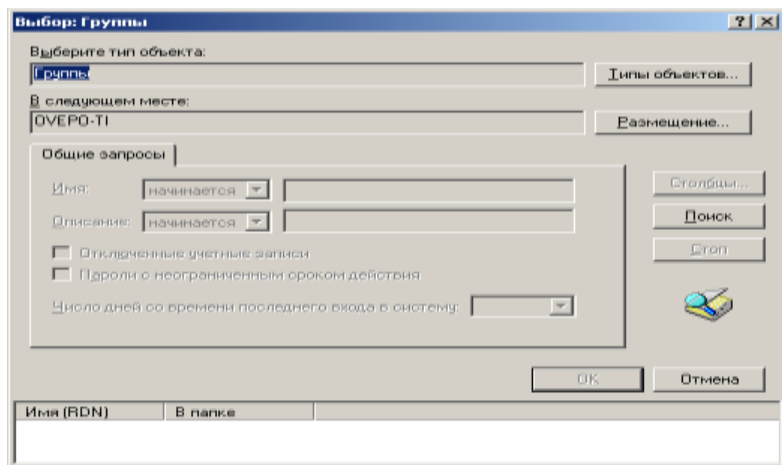 Выбор: Группы
Выберите тип объекта:
Группы
Типы объектов...
В следующем месте:
OVEPO-TI
Размещение...
Общие запросы
Имя:
начинается
Столбцы...
Описание:
начинается
Поиск
Отключенные учетные записи
Стоп
Пароли с неограниченным сроком действия
Число дней со времени последнего входа в систему:
OK
Отмена
Имя (RDN)
В папке